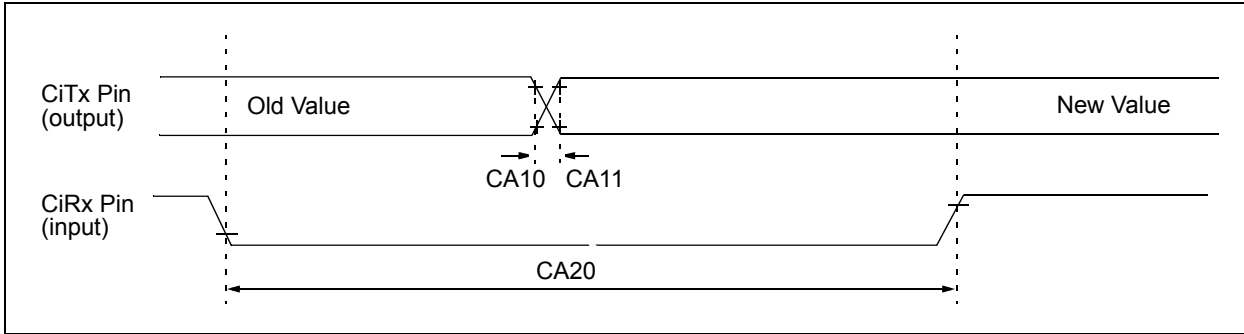 CiTx Pin
(output)
Old Value
New Value
CA10 CA11
CiRx Pin
(input)
CA20